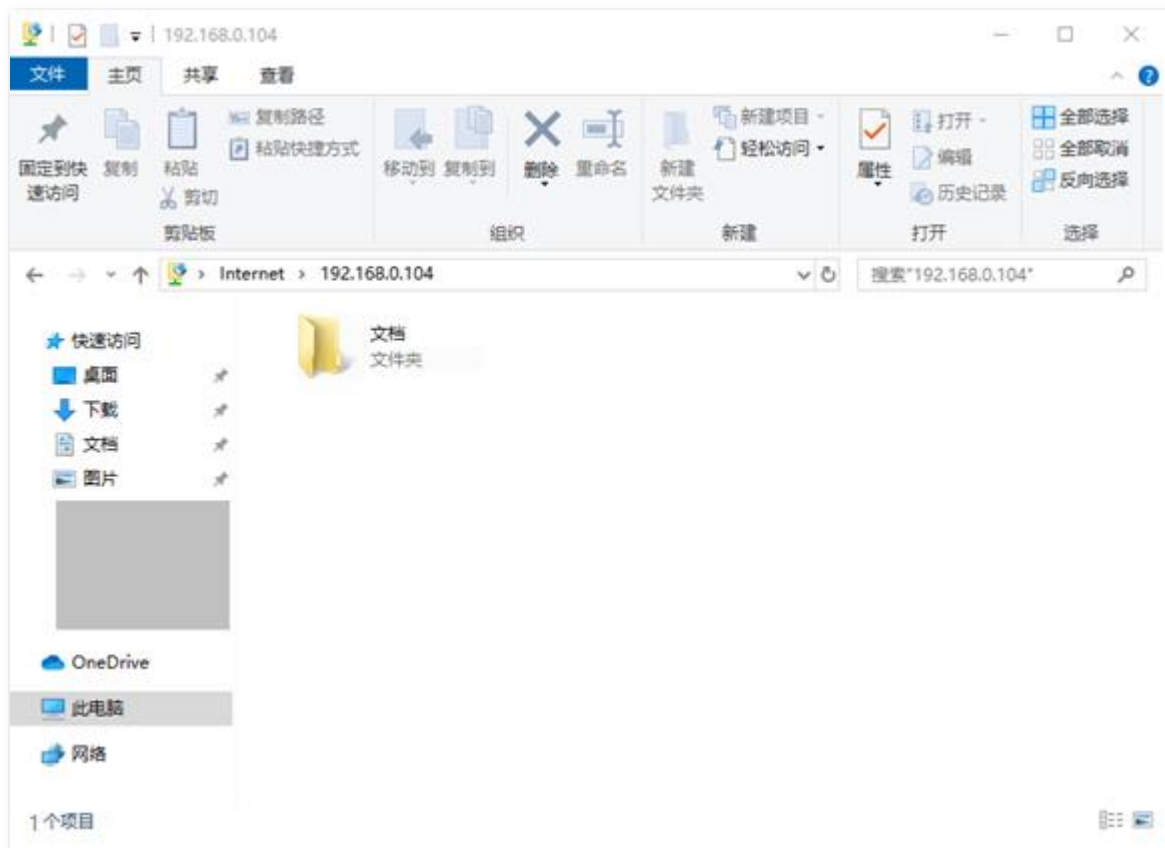 192.168.0.104
文件 主页 共享 查看
固定到快速访问
复制
粘贴
复制路径
粘贴快捷方式
剪切
剪贴板
移动到
复制到
删除
重命名
组织
新建文件夹
新建项目
轻松访问
新建
属性
打开
编辑
历史记录
打开
全部选择
全部取消
反向选择
选择
Internet › 192.168.0.104
搜索"192.168.0.104"
快速访问
桌面
下载
文档
图片
OneDrive
此电脑
网络
文档
文件夹
1个项目